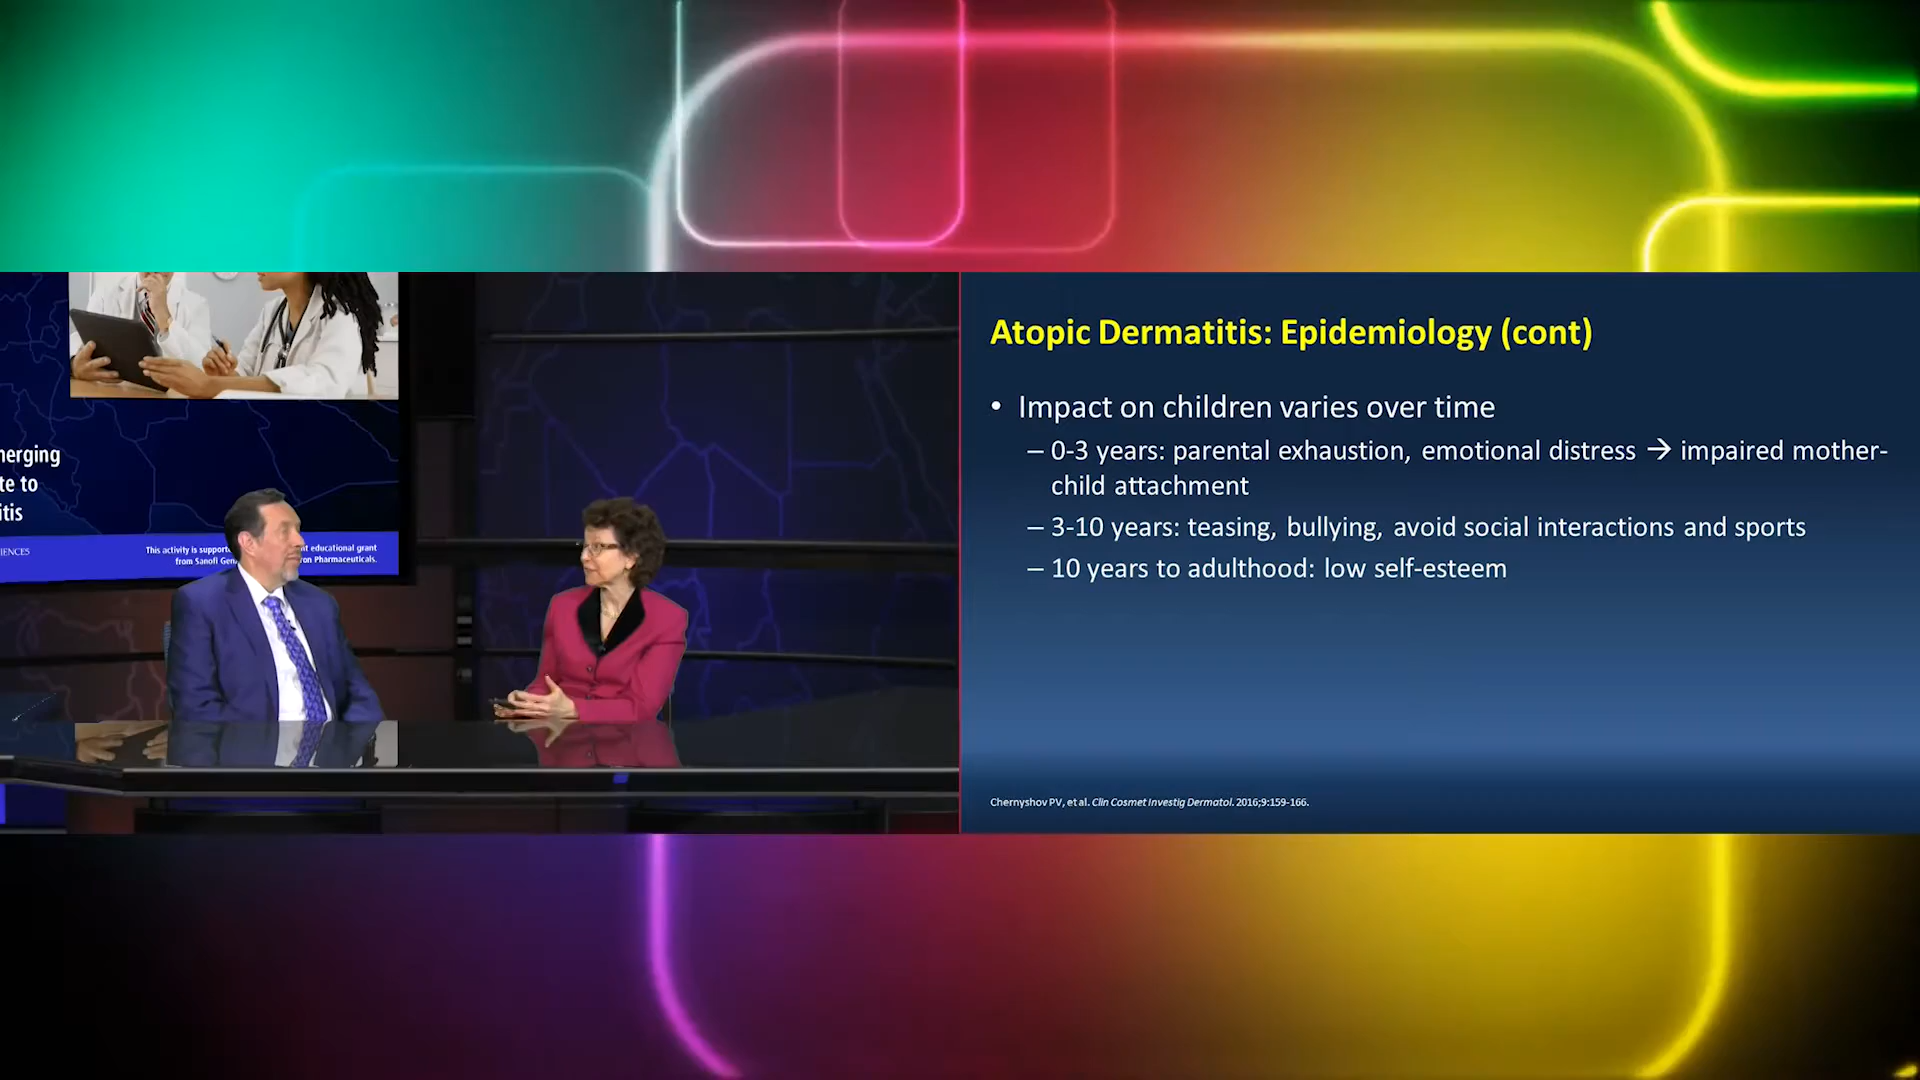 te to
IENCES
This activity is support
t educational grant
from Sanofi Gen
on Pharmaceuticals.
Atopic Dermatitis: Epidemiology (cont)
• Impact on children varies over time
– 0-3 years: parental exhaustion, emotional distress → impaired mother-
child attachment
– 3-10 years: teasing, bullying, avoid social interactions and sports
– 10 years to adulthood: low self-esteem
Chernyshov PV, et al. Clin Cosmet Investig Dermatol. 2016;9:159-166.